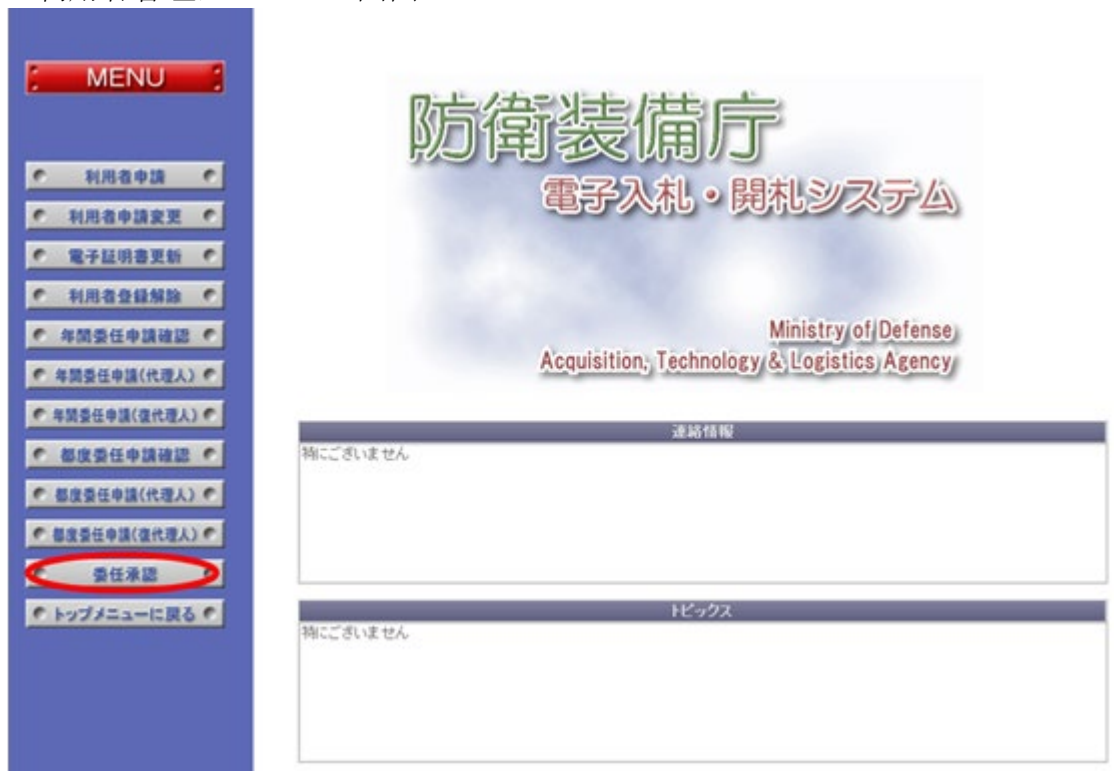 MENU
利用者申請
利用者申請変更
電子証明書更新
利用者登録解除
年間委任申請確認
年間委任申請(代理人)
年間委任申請(復代理人)
都度委任申請確認
都度委任申請(代理人)
都度委任申請(復代理人)
委任承認
トップメニューに戻る
防衛装備庁
電子入札・開札システム
Ministry of Defense
Acquisition, Technology & Logistics Agency
連絡情報
特にございません
トピックス
特にございません